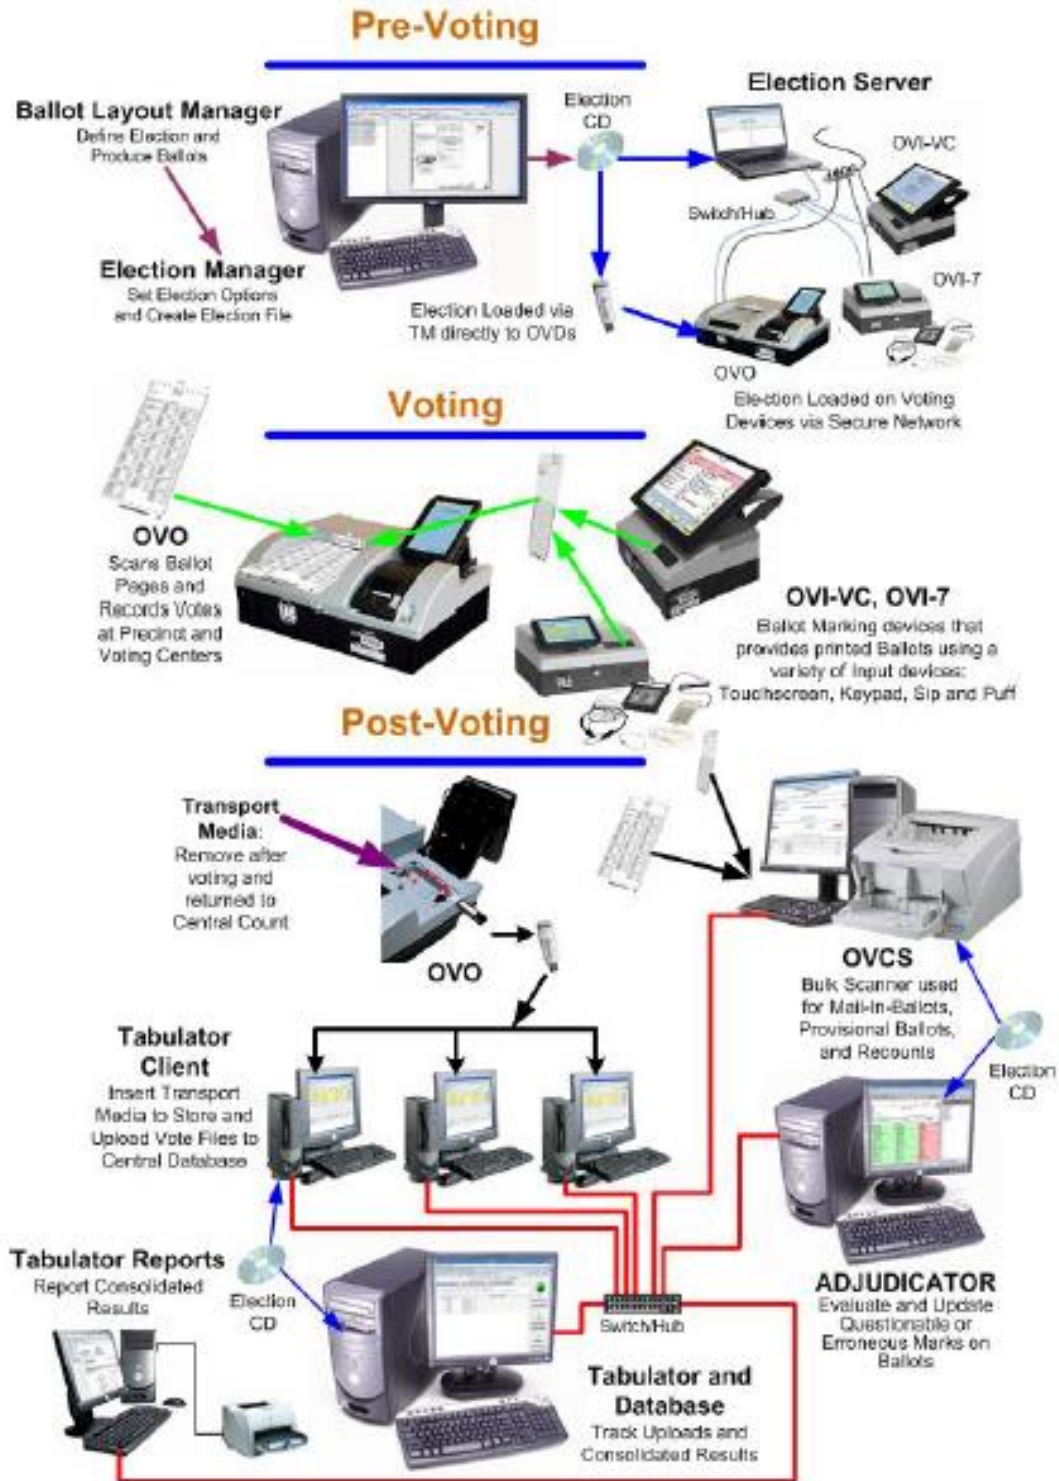 Pre-Voting
Ballot Layout Manager
Define Election and
Produce Ballots
Election Manager
Set Election Options
and Create Election File
Election
CD
Election Server
OVI-VC
Switch/Hub
OVI-7
Election Loaded via
TM directly to OVDs
OVO
Election Loaded on Voting
Devices via Secure Network
Voting
OVO
Scans Ballot
Pages and
Records Votes
at Precinct and
Voting Centers
OVI-VC, OVI-7
Ballot Marking devices that
provides printed Ballots using a
variety of Input devices:
Touchscreen, Keypad, Sip and Puff
Post-Voting
Transport
Media:
Remove after
voting and
returned to
Central Count
OVO
OVCS
Bulk Scanner used
for Mail-In-Ballots,
Provisional Ballots,
and Recounts
Election
CD
Tabulator
Client
Insert Transport
Media to Store and
Upload Vote Files to
Central Database
Tabulator Reports
Report Consolidated
Results
Election
CD
Switch/Hub
Tabulator and
Database
Track Uploads and
Consolidated Results
ADJUDICATOR
Evaluate and Update
Questionable or
Erroneous Marks on
Ballots